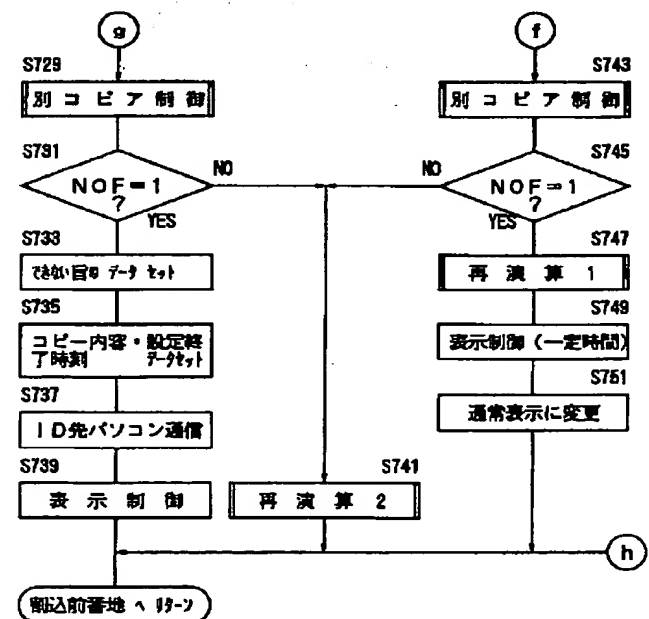 g
S729
別コピア制御
S731
NOF=1
?
NO
YES
S733
できない旨の データ セット
S735
コピー内容・設定終
了時刻 データセット
S737
ID先パソコン通信
S739
表示制御
f
S743
別コピア制御
S745
NOF=1
?
NO
YES
S747
再演算1
S749
表示制御(一定時間)
S751
通常表示に変更
S741
再演算2
h
割込前番地へ リターン